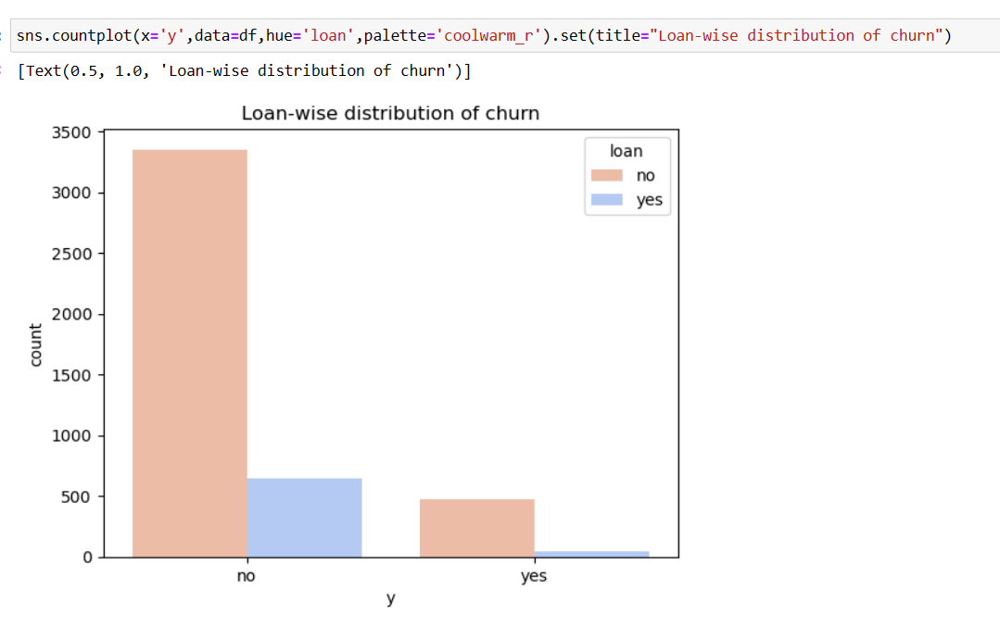 sns.countplot(x='y',data=df,hue='loan',palette='coolwarm_r').set(title="Loan-wise distribution of churn")
[Text(0.5, 1.0, 'Loan-wise distribution of churn')]
Loan-wise distribution of churn
3500
3000
2500
2000
1500
1000
500
0
count
loan
no
yes
no yes
y